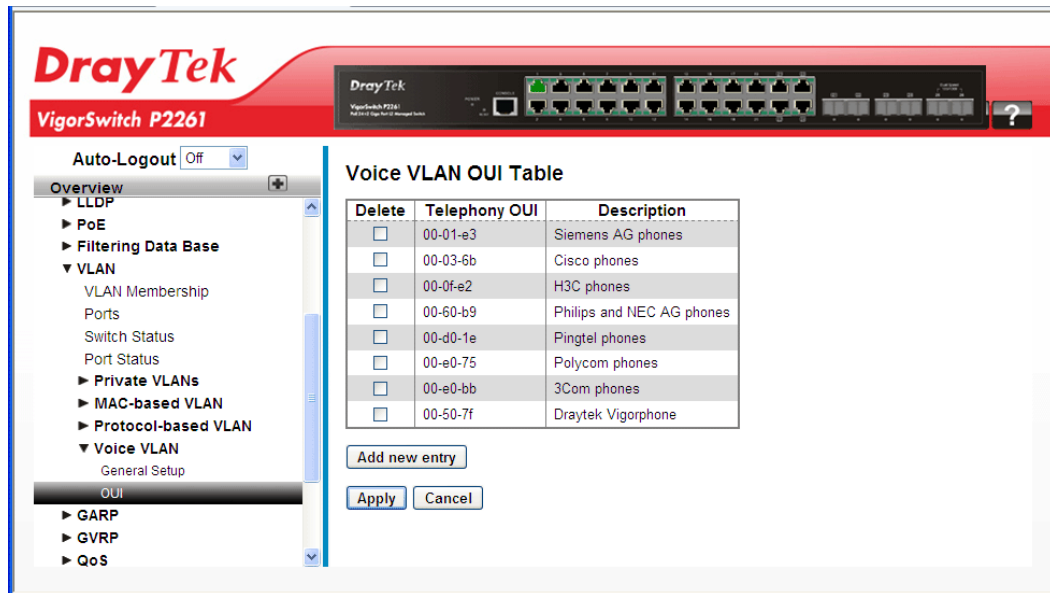 DrayTek
VigorSwitch P2261
DrayTek
VigorSwitch P2261
?
Auto-Logout Off
Overview
LLDP
PoE
Filtering Data Base
VLAN
VLAN Membership
Ports
Switch Status
Port Status
Private VLANs
MAC-based VLAN
Protocol-based VLAN
Voice VLAN
General Setup
OUI
GARP
GVRP
QoS
Voice VLAN OUI Table
Delete Telephony OUI Description
00-01-e3 Siemens AG phones
00-03-6b Cisco phones
00-0f-e2 H3C phones
00-60-b9 Philips and NEC AG phones
00-d0-1e Pingtel phones
00-e0-75 Polycom phones
00-e0-bb 3Com phones
00-50-7f Draytek Vigorphone
Add new entry
Apply Cancel